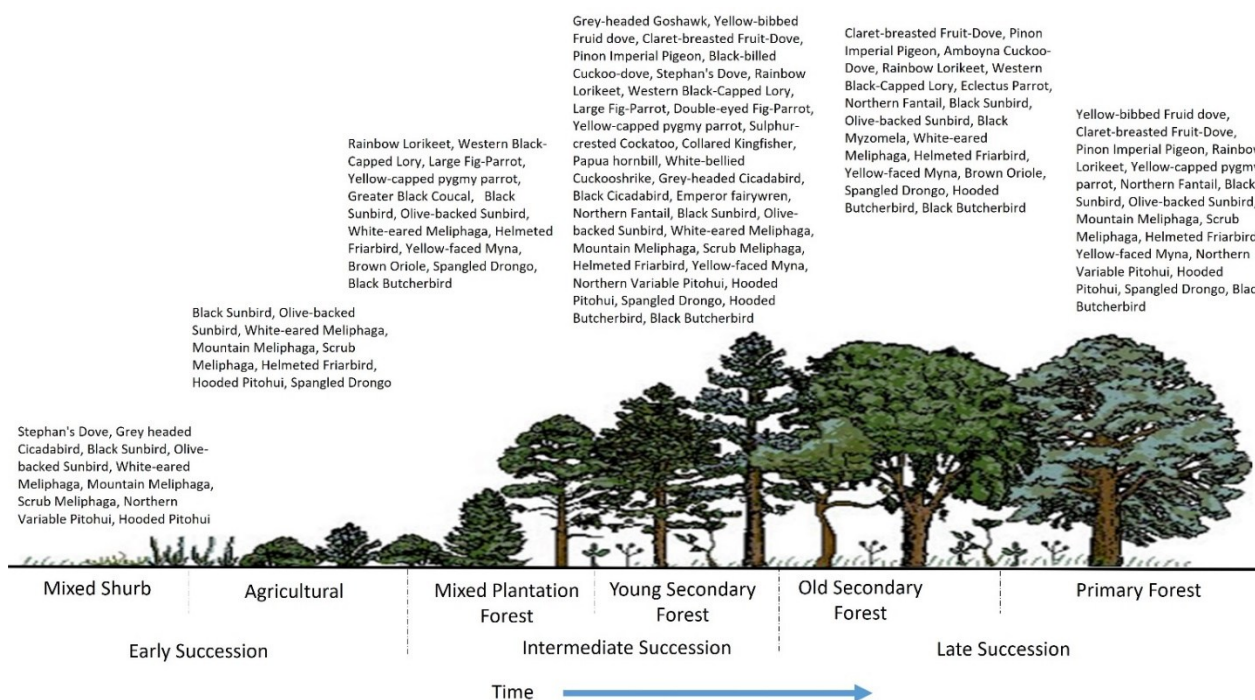 Stephan's Dove, Grey headed
Cicadabird, Black Sunbird, Olive-
backed Sunbird, White-eared
Meliphaga, Mountain Meliphaga,
Scrub Meliphaga, Northern
Variable Pitohui, Hooded Pitohui
Black Sunbird, Olive-backed
Sunbird, White-eared Meliphaga,
Mountain Meliphaga, Scrub
Meliphaga, Helmeted Friarbird,
Hooded Pitohui, Spangled Drongo
Rainbow Lorikeet, Western Black-
Capped Lory, Large Fig-Parrot,
Yellow-capped pygmy parrot,
Greater Black Coucal, Black
Sunbird, Olive-backed Sunbird,
White-eared Meliphaga, Helmeted
Friarbird, Yellow-faced Myna,
Brown Oriole, Spangled Drongo,
Black Butcherbird
Grey-headed Goshawk, Yellow-bibbed
Fruid dove, Claret-breasted Fruit-Dove,
Pinon Imperial Pigeon, Black-billed
Cuckoo-dove, Stephan's Dove, Rainbow
Lorikeet, Western Black-Capped Lory,
Large Fig-Parrot, Double-eyed Fig-Parrot,
Yellow-capped pygmy parrot, Sulphur-
crested Cockatoo, Collared Kingfisher,
Papua hornbill, White-bellied
Cuckooshrike, Grey-headed Cicadabird,
Black Cicadabird, Emperor fairywren,
Northern Fantail, Black Sunbird, Olive-
backed Sunbird, White-eared Meliphaga,
Mountain Meliphaga, Scrub Meliphaga,
Helmeted Friarbird, Yellow-faced Myna,
Northern Variable Pitohui, Hooded
Pitohui, Spangled Drongo, Hooded
Butcherbird, Black Butcherbird
Claret-breasted Fruit-Dove, Pinon
Imperial Pigeon, Amboyna Cuckoo-
Dove, Rainbow Lorikeet, Western
Black-Capped Lory, Eclectus Parrot,
Northern Fantail, Black Sunbird,
Olive-backed Sunbird, Black
Myzomela, White-eared
Meliphaga, Helmeted Friarbird,
Yellow-faced Myna, Brown Oriole,
Spangled Drongo, Hooded
Butcherbird, Black Butcherbird
Yellow-bibbed Fruid dove,
Claret-breasted Fruit-Dove,
Pinon Imperial Pigeon, Rainbow
Lorikeet, Yellow-capped pygmy
parrot, Northern Fantail, Black
Sunbird, Olive-backed Sunbird,
Mountain Meliphaga, Scrub
Meliphaga, Helmeted Friarbird,
Yellow-faced Myna, Northern
Variable Pitohui, Hooded
Pitohui, Spangled Drongo, Black
Butcherbird
Mixed Shurb
Agricultural
Mixed Plantation
Forest
Young Secondary
Forest
Old Secondary
Forest
Primary Forest
Early Succession
Intermediate Succession
Late Succession
Time